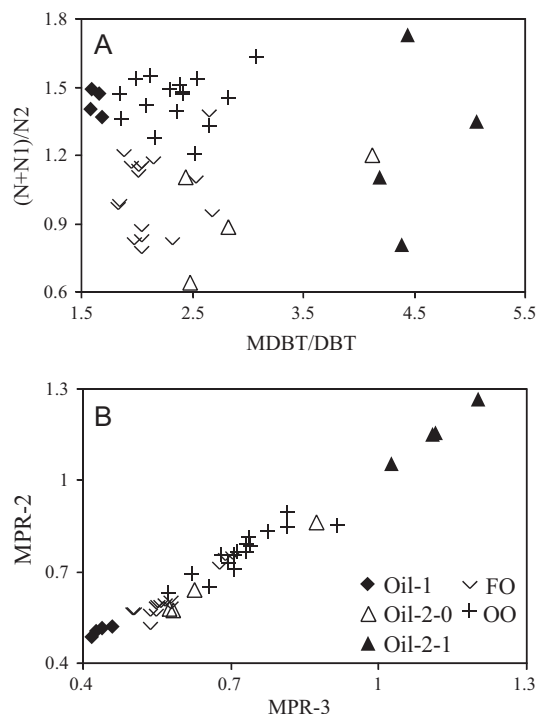 A
(N+N1)/N2
1.8
1.5
1.2
0.9
0.6
1.5 2.5 3.5 4.5 5.5
MDBT/DBT
B
MPR-2
1.3
1
0.7
0.4
Oil-1 FO
Oil-2-0 OO
Oil-2-1
0.4 0.7 1 1.3
MPR-3